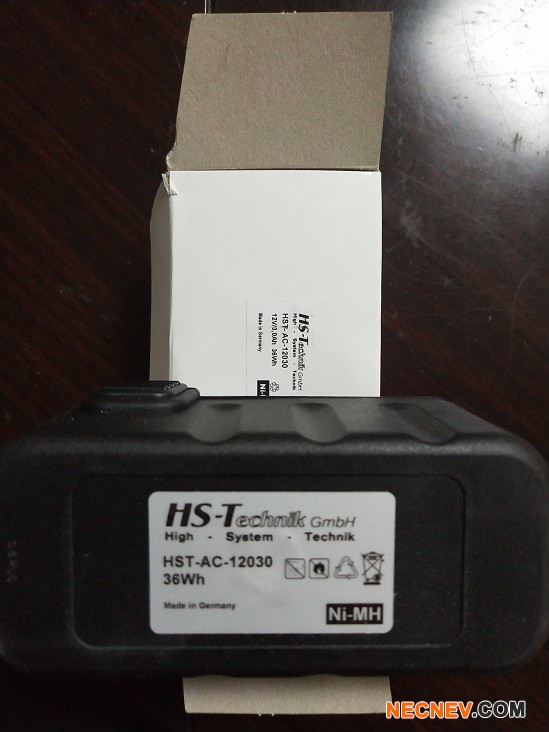 HS-Technik GmbH
High - System - Technik
HST- AC-12030
12V/3,0Ah 36Wh
Made in Germany
HS-Technik GmbH
High - System - Technik
HST-AC-12030
36Wh
Made in Germany
Ni-MH
NECNEV.COM